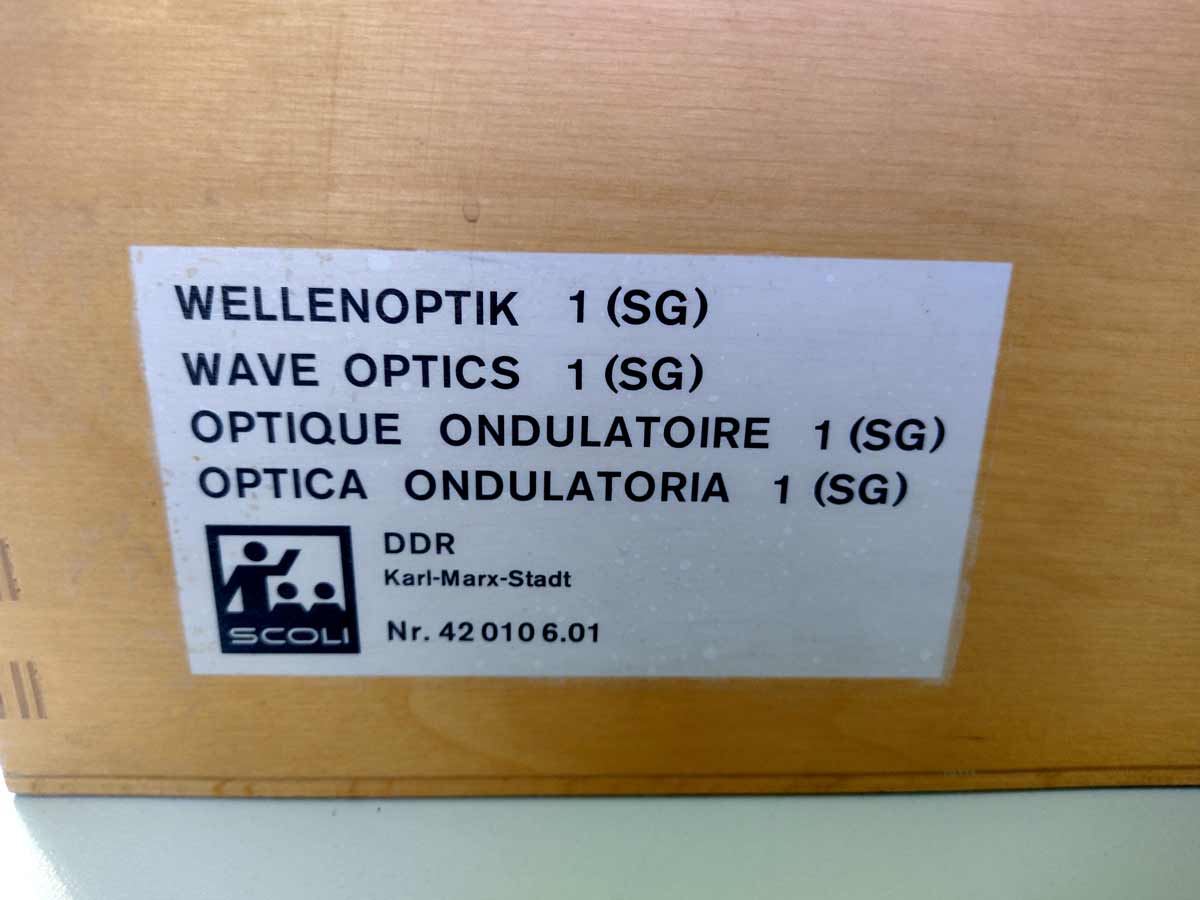 WELLENOPTIK 1 (SG)
WAVE OPTICS 1 (SG)
OPTIQUE ONDULATOIRE 1 (SG)
OPTICA ONDULATORIA 1 (SG)
SCOLI
DDR
Karl-Marx-Stadt
Nr. 42 010 6.01